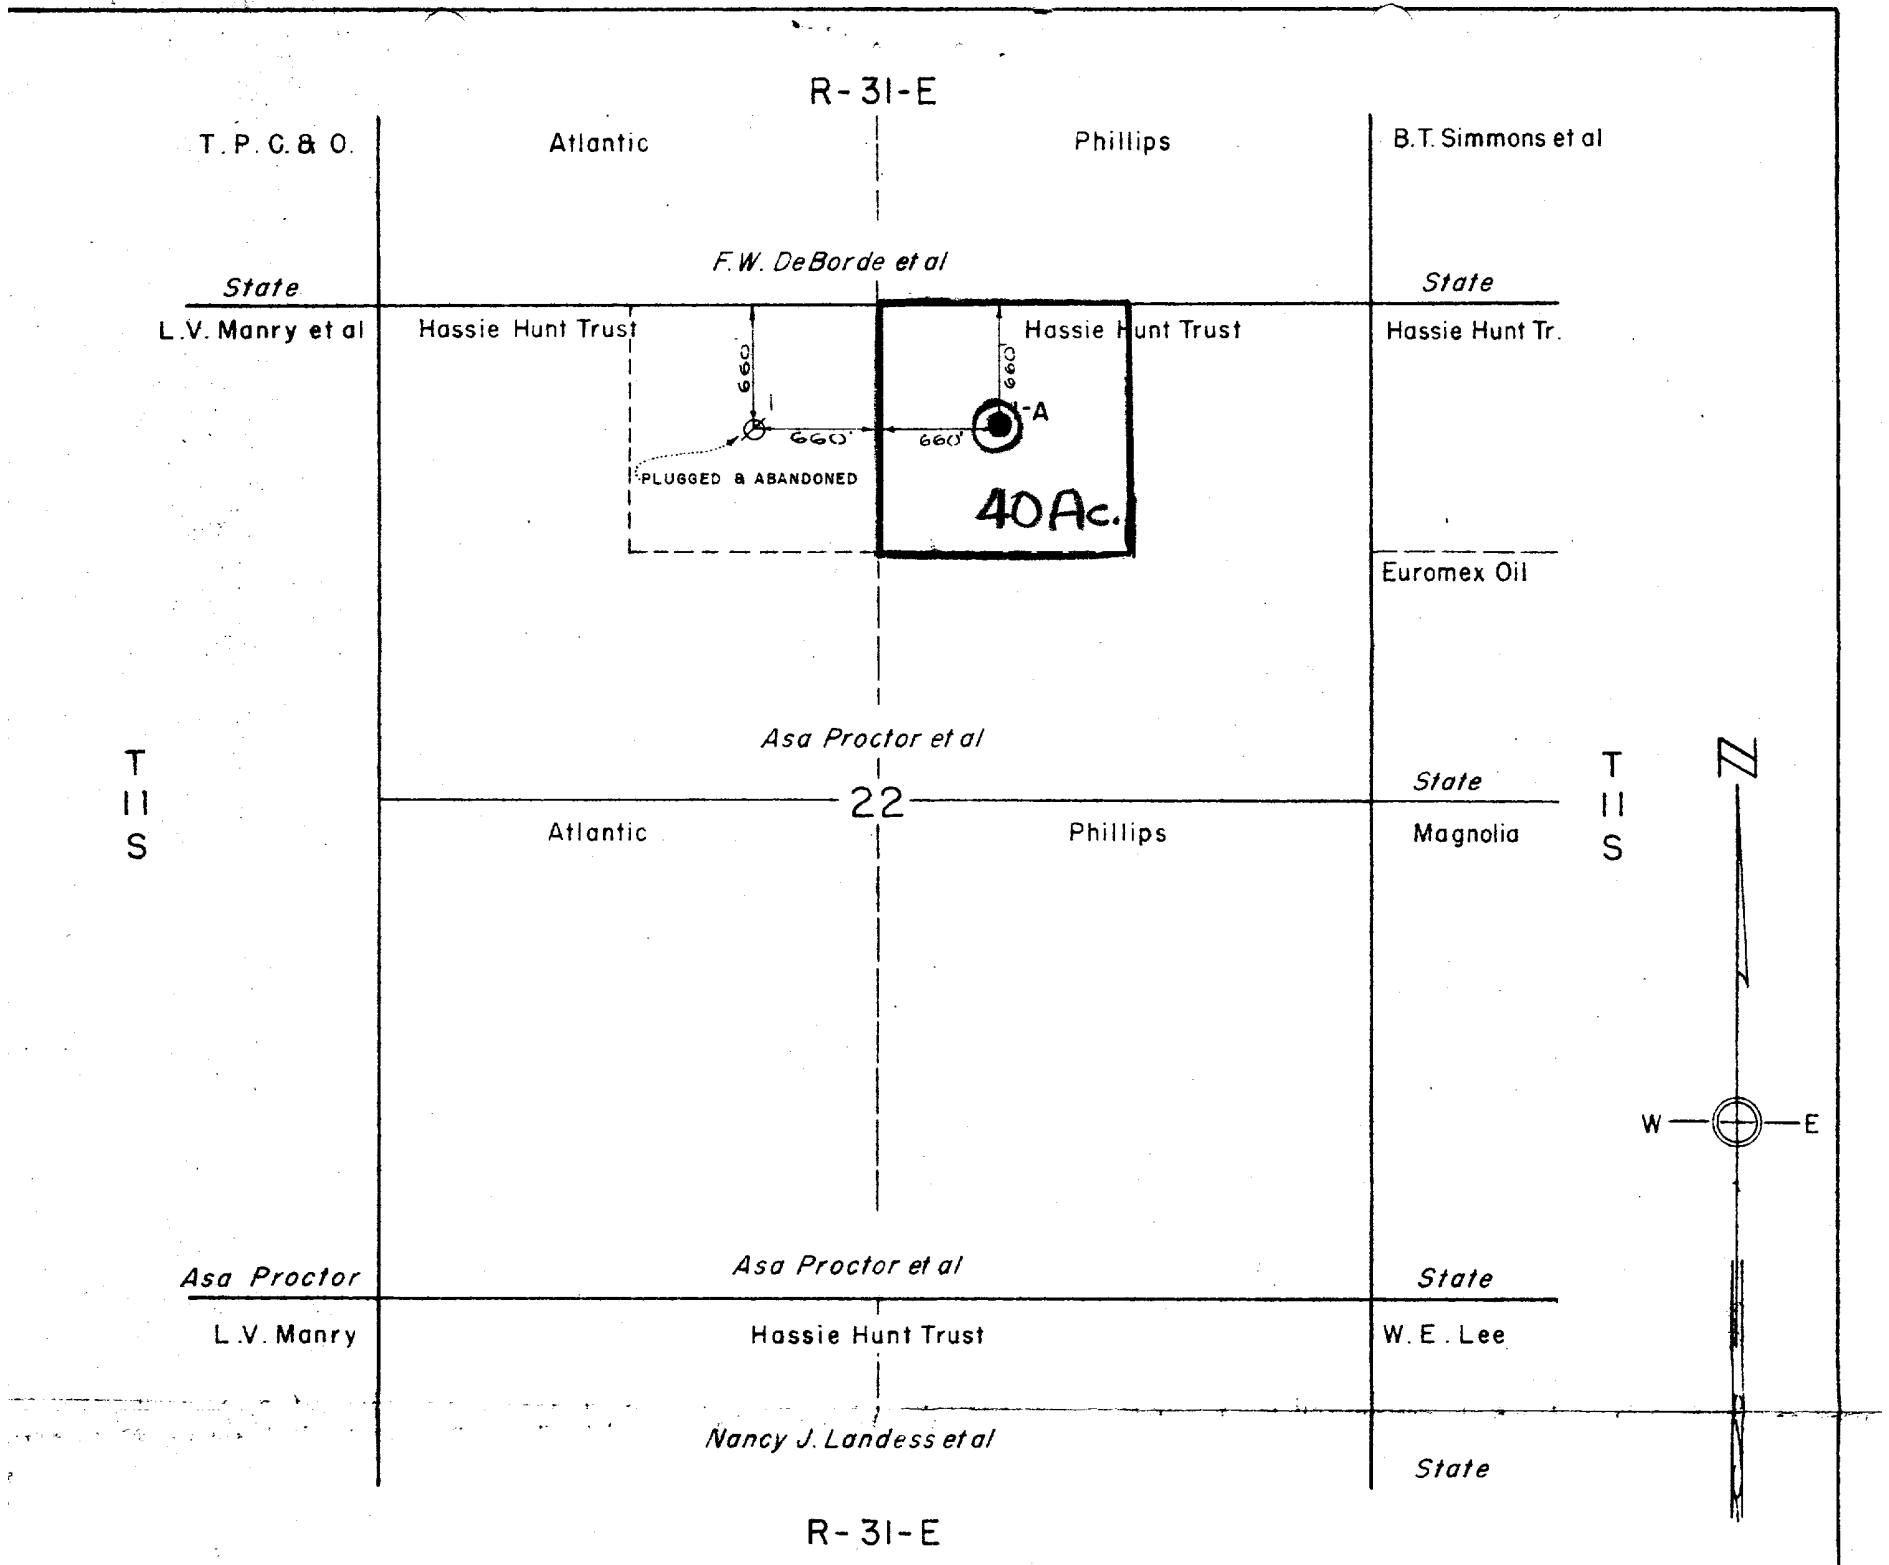 R-31-E
T.P.C. & O.
Atlantic
Phillips
B.T. Simmons et al
F.W. DeBorde et al
State
State
L.V. Manry et al
Hassie Hunt Trust
Hassie Hunt Trust
Hassie Hunt Tr.
660'
660'
1
1-A
660'
660'
PLUGGED & ABANDONED
40 Ac.
Euromex Oil
Asa Proctor et al
T
11
S
T
11
S
N
State
22
Atlantic
Phillips
Magnolia
W
E
Asa Proctor
Asa Proctor et al
State
L.V. Manry
Hassie Hunt Trust
W.E. Lee
Nancy J. Landess et al
State
R-31-E